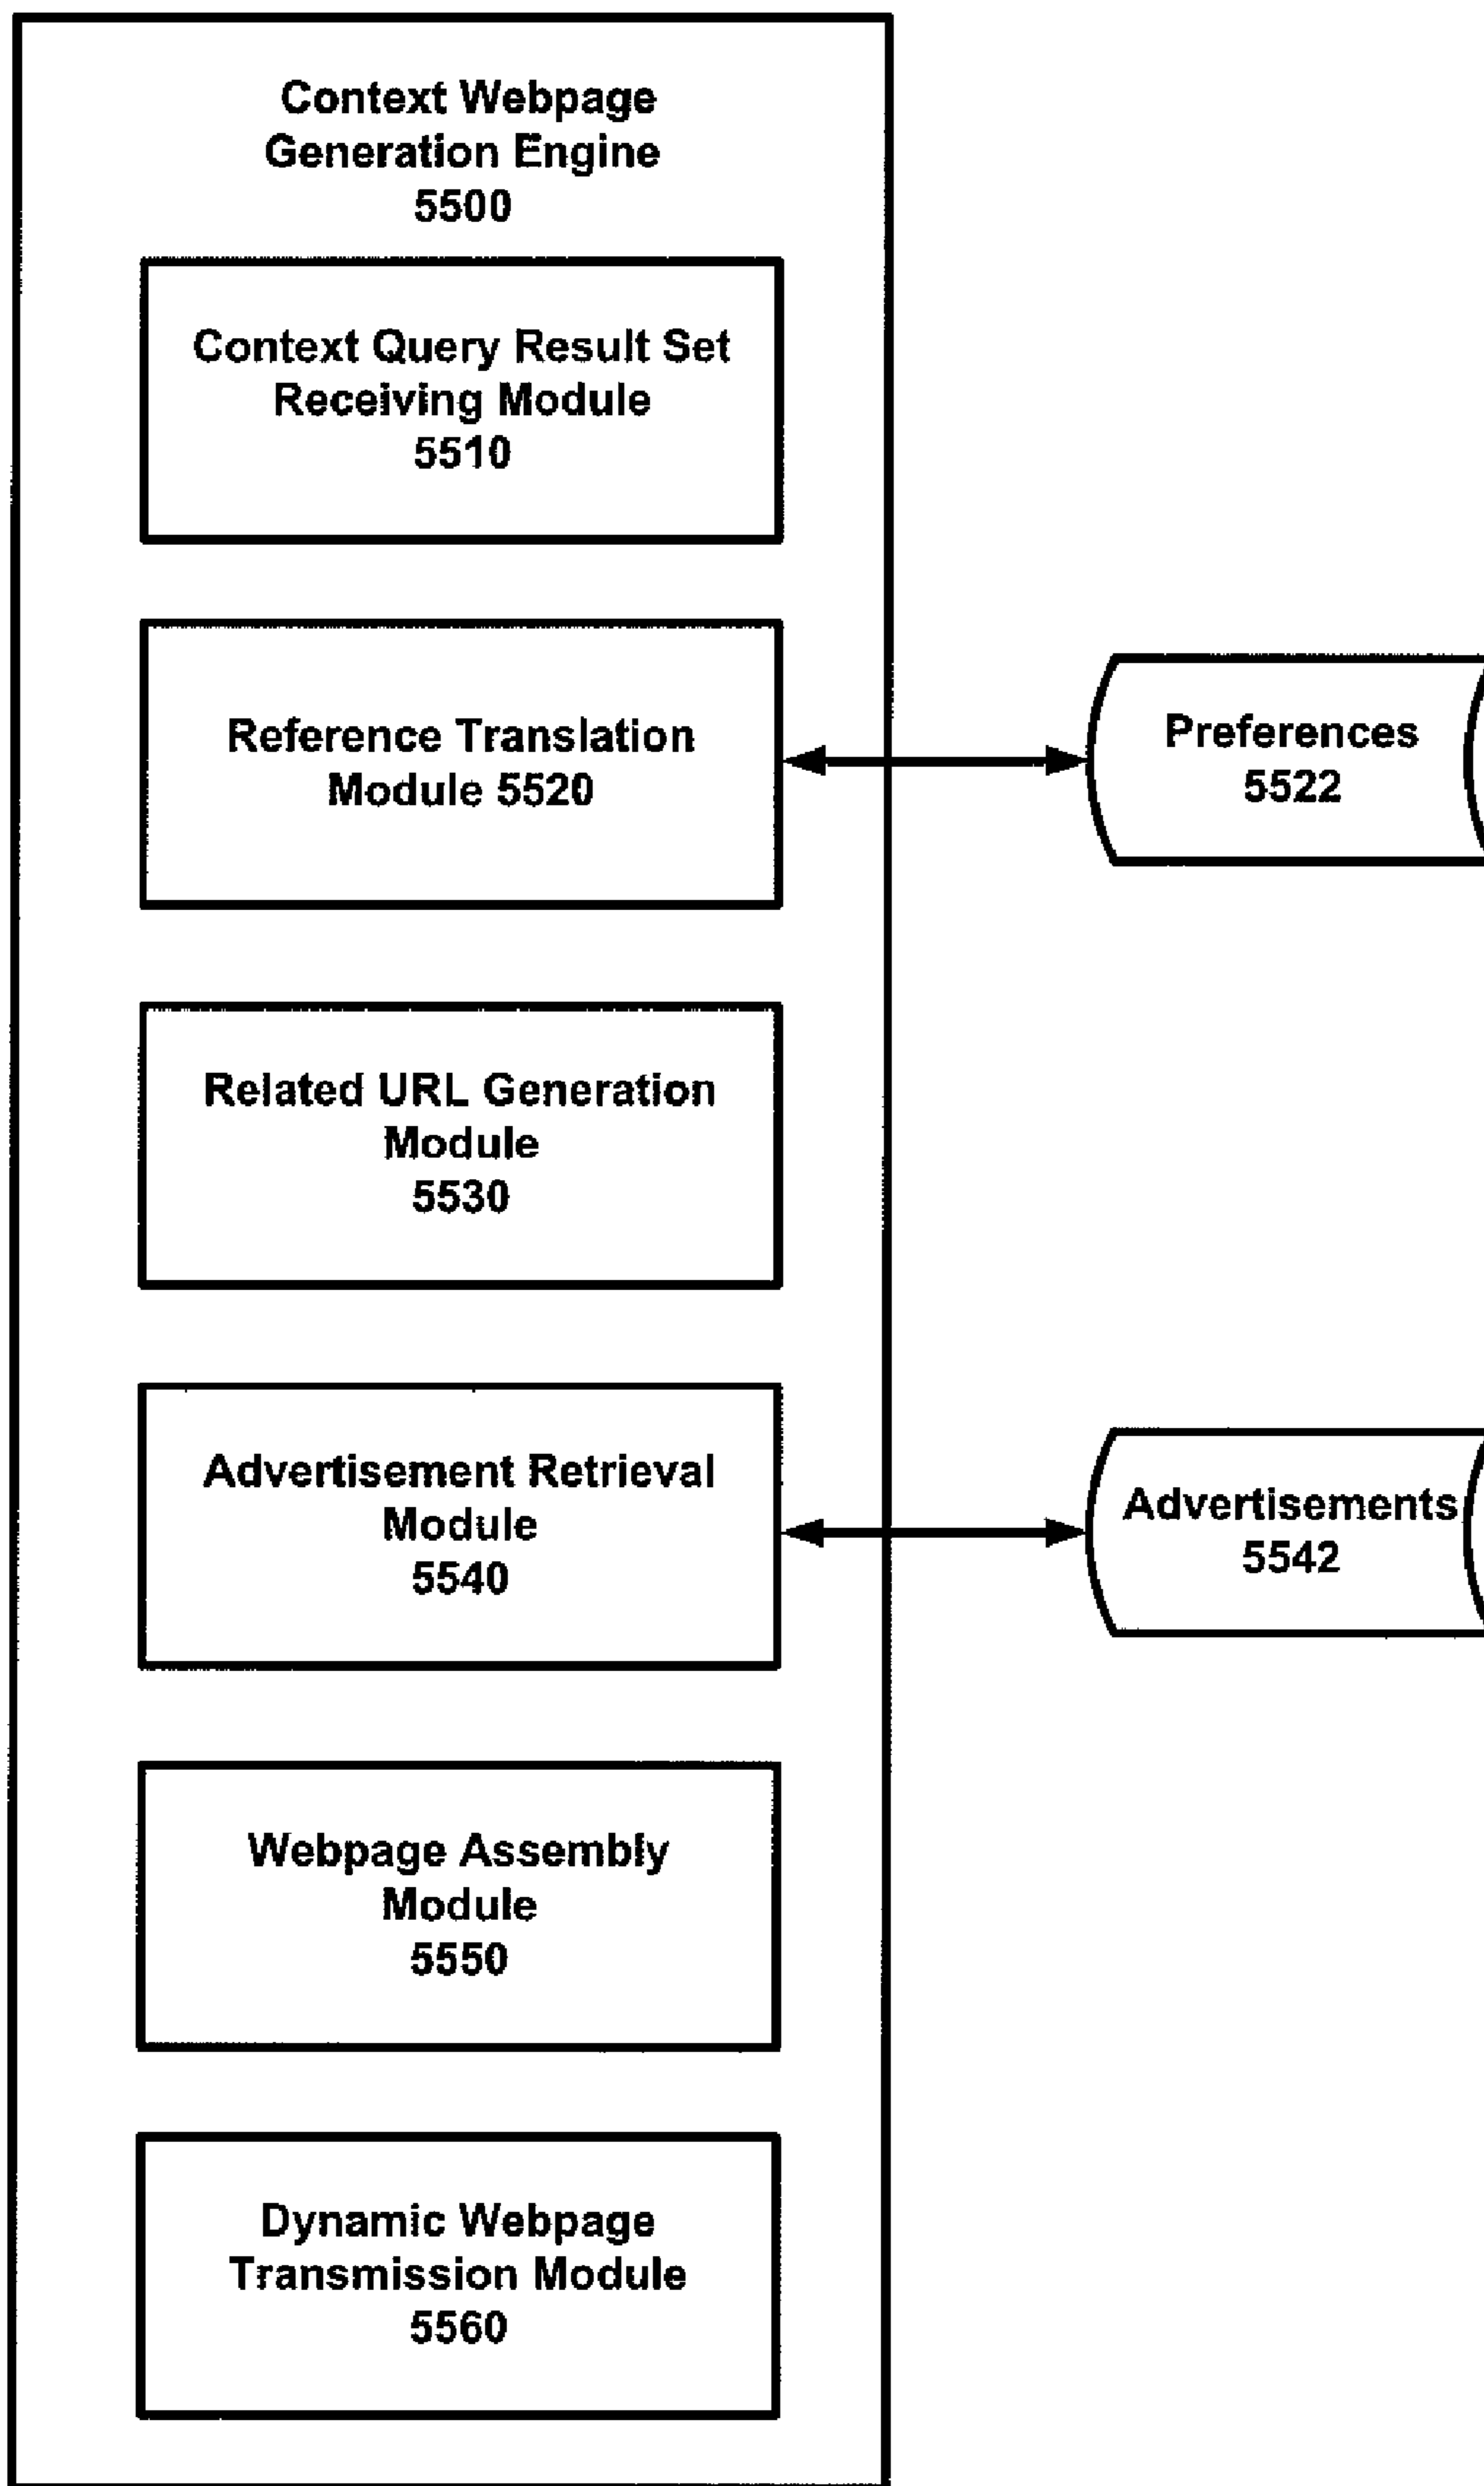 Context Webpage
Generation Engine
5500
Context Query Result Set
Receiving Module
5510
Reference Translation
Module 5520
Preferences
5522
Related URL Generation
Module
5530
Advertisement Retrieval
Module
5540
Advertisements
5542
Webpage Assembly
Module
5550
Dynamic Webpage
Transmission Module
5560